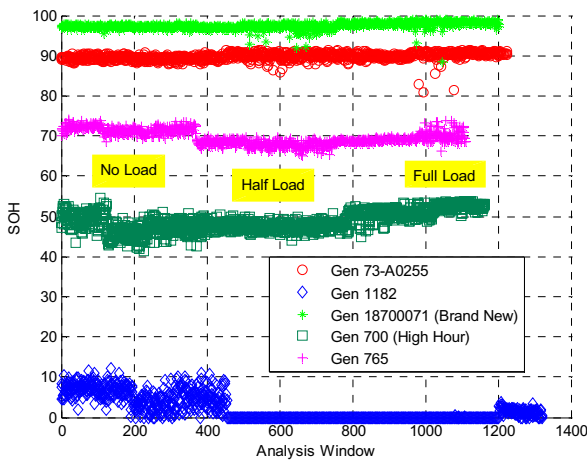 100
90
80
70
60
50
40
30
20
10
0
SOH
No Load
Half Load
Full Load
Gen 73-A0255
Gen 1182
Gen 18700071 (Brand New)
Gen 700 (High Hour)
Gen 765
0 200 400 600 800 1000 1200 1400
Analysis Window